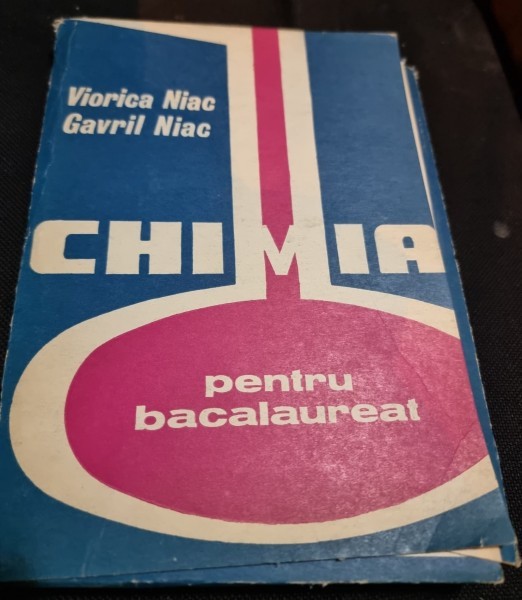 Viorica Niac
Gavril Niac
CHIMIA
pentru
bacalaureat